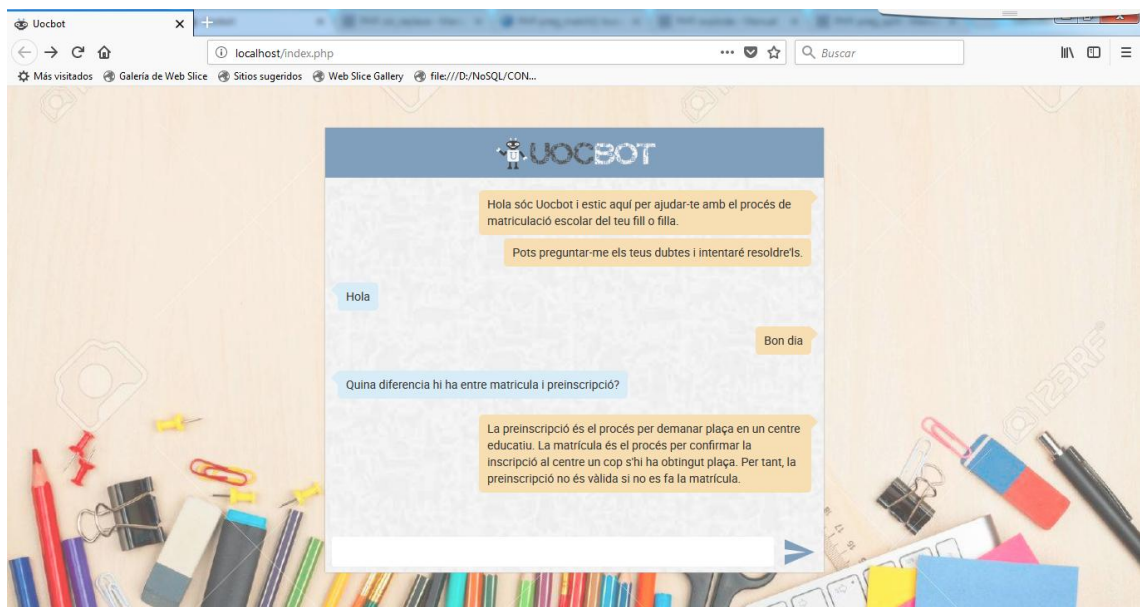 Uocbot
localhost/index.php
Buscar
Más visitados Galería de Web Slice Sitios sugeridos Web Slice Gallery file:///D:/NoSQL/CON...
UOCBOT
Hola sóc Uocbot i estic aquí per ajudar-te amb el procés de
matriculació escolar del teu fill o filla.
Pots preguntar-me els teus dubtes i intentaré resoldre'ls.
Hola
Bon dia
Quina diferencia hi ha entre matricula i preinscripció?
La preinscripció és el procés per demanar plaça en un centre
educatiu. La matrícula és el procés per confirmar la
inscripció al centre un cop s'hi ha obtingut plaça. Per tant, la
preinscripció no és vàlida si no es fa la matrícula.
@123RF